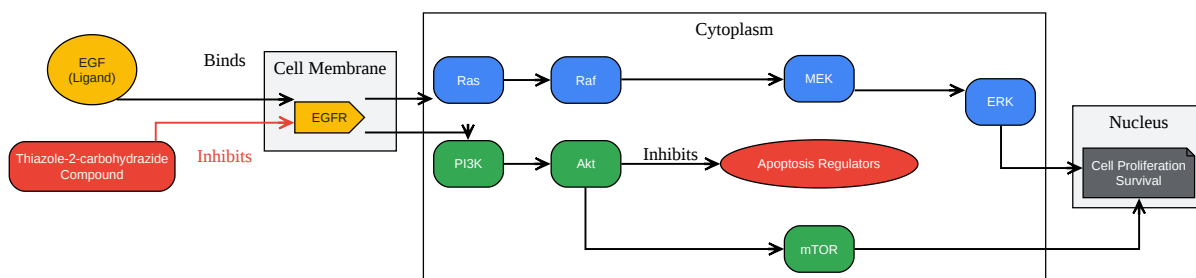 Cytoplasm
EGF
(Ligand)
Binds
Cell Membrane
Ras
Raf
MEK
ERK
EGFR
Nucleus
Thiazole-2-carbohydrazide
Compound
Inhibits
PI3K
Akt
Inhibits
Apoptosis Regulators
Cell Proliferation
Survival
mTOR